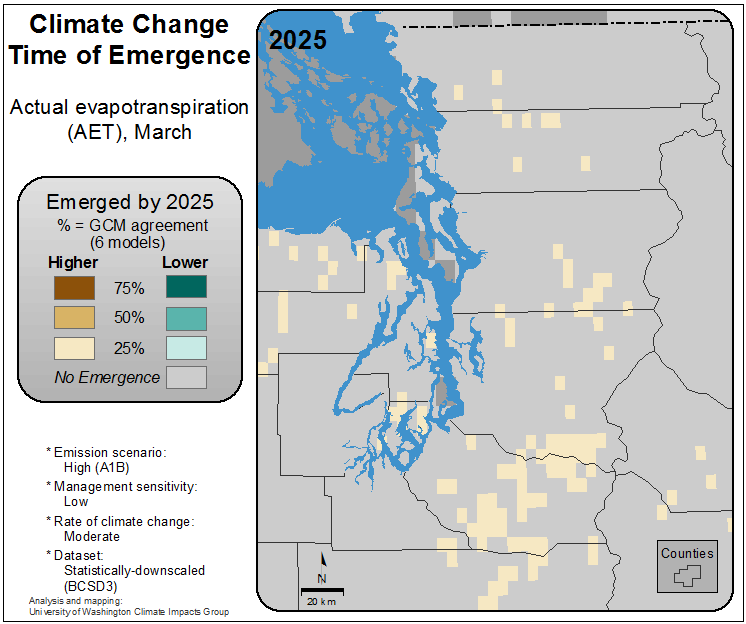 Climate Change
Time of Emergence
Actual evapotranspiration
(AET), March
Emerged by 2025
% = GCM agreement
(6 models)
Higher Lower
75%
50%
25%
No Emergence
* Emission scenario:
High (A1B)
* Management sensitivity:
Low
* Rate of climate change:
Moderate
* Dataset:
Statistically-downscaled
(BCSD3)
Analysis and mapping:
University of Washington Climate Impacts Group
2025
N
20 km
Counties